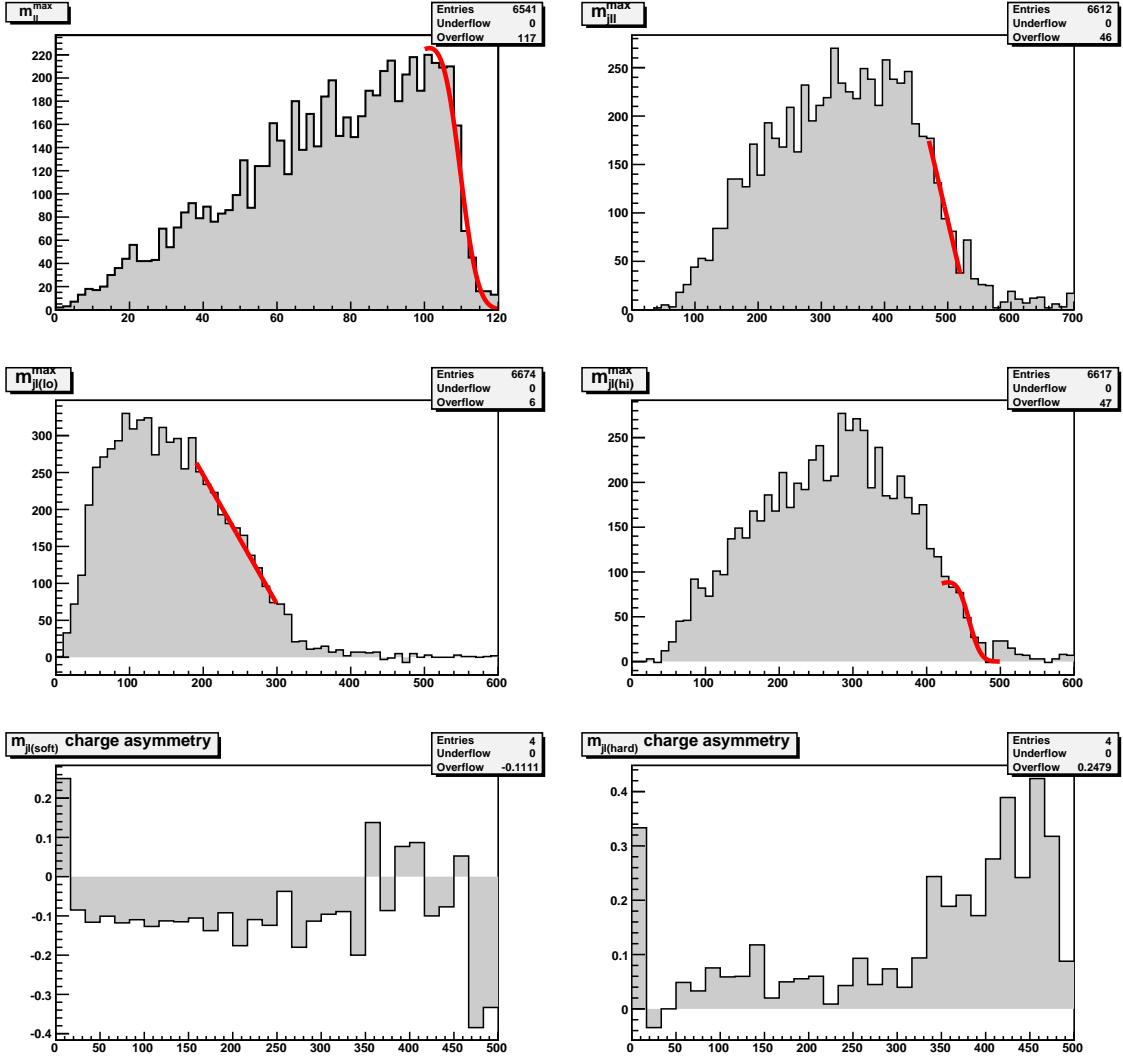 m_ll^max
Entries 6541
Underflow 0
Overflow 117
220
200
180
160
140
120
100
80
60
40
20
0
0 20 40 60 80 100 120
m_jll^max
Entries 6612
Underflow 0
Overflow 46
250
200
150
100
50
0
0 100 200 300 400 500 600 700
m_jl(lo)^max
Entries 6674
Underflow 0
Overflow 6
300
250
200
150
100
50
0
0 100 200 300 400 500 600
m_jl(hi)^max
Entries 6617
Underflow 0
Overflow 47
250
200
150
100
50
0
0 100 200 300 400 500 600
m_jl(soft) charge asymmetry
Entries 4
Underflow 0
Overflow -0.1111
0.2
0.1
0
-0.1
-0.2
-0.3
-0.4
0 50 100 150 200 250 300 350 400 450 500
m_jl(hard) charge asymmetry
Entries 4
Underflow 0
Overflow 0.2479
0.4
0.3
0.2
0.1
0
0 50 100 150 200 250 300 350 400 450 500